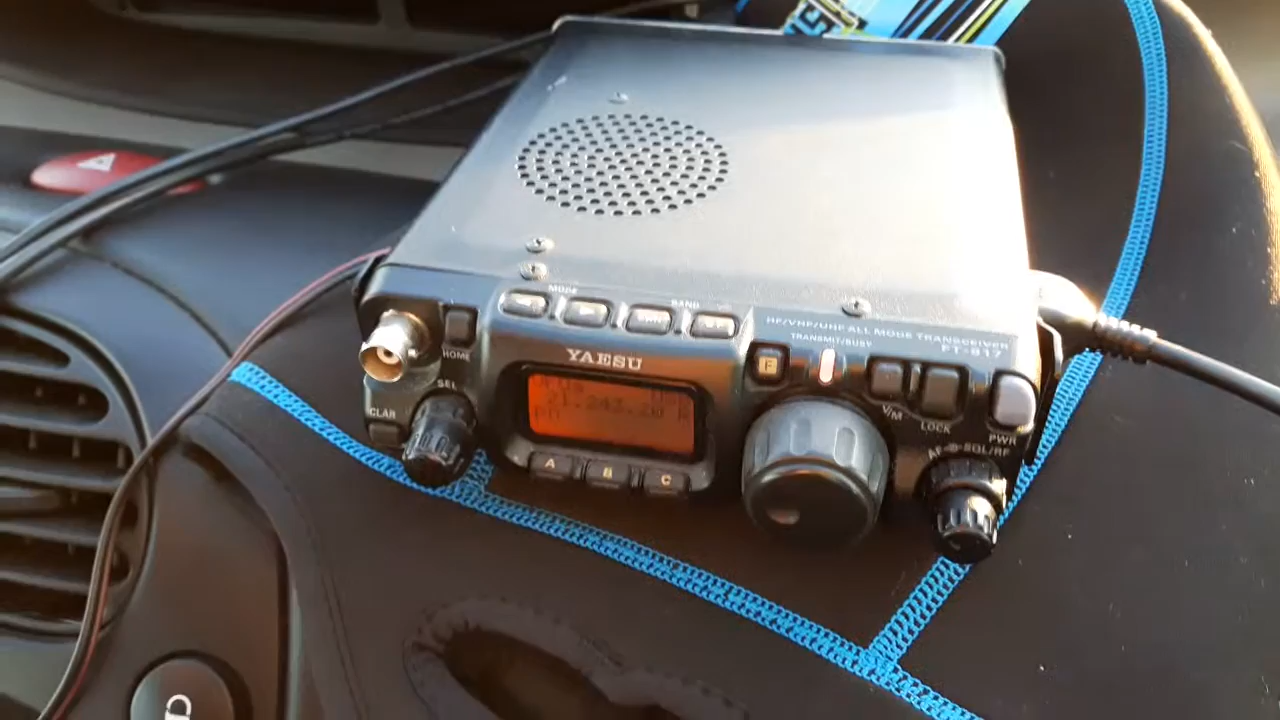 MODE
BAND
HF/VHF/UHF ALL MODE TRANSCEIVER
FT-817
TRANSMIT/BUSY
YAESU
HOME
F
SEL
V/M
LOCK
PWR
CLAR
AF
SQL/RF
A
B
C